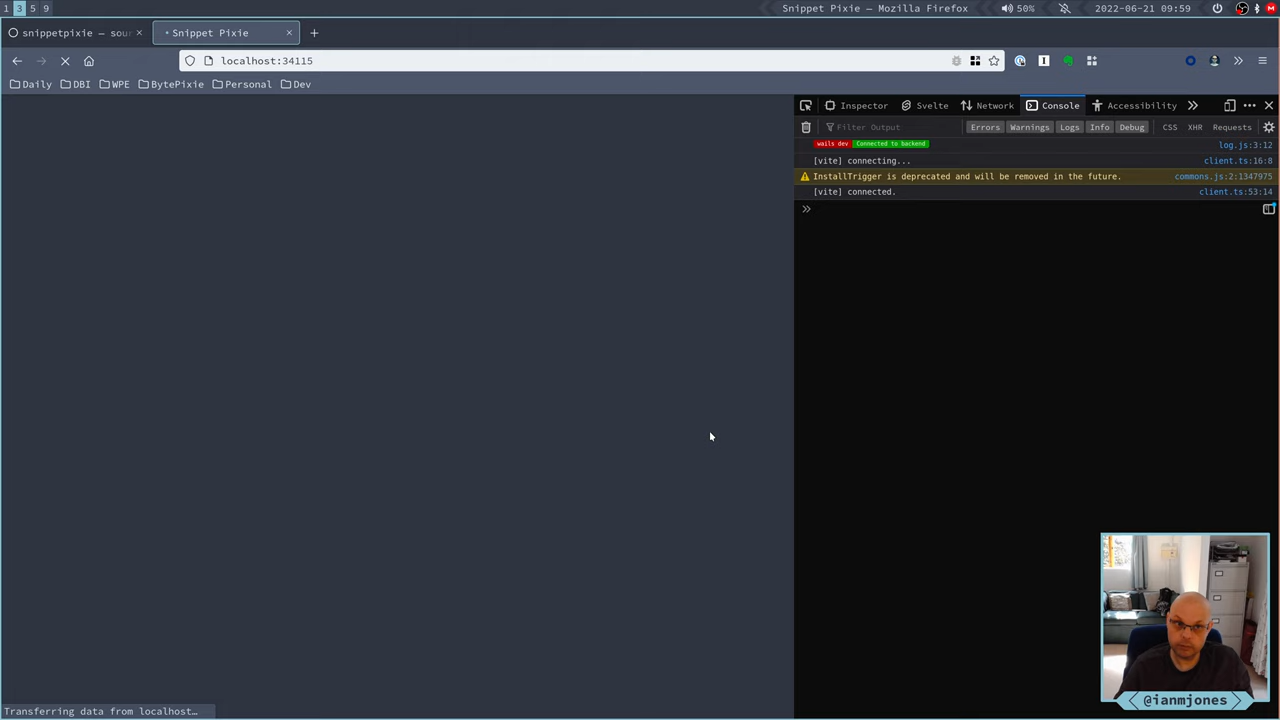 1 3 5 9
Snippet Pixie — Mozilla Firefox
50%
2022-06-21 09:59
snippetpixie — sour
Snippet Pixie
localhost:34115
Daily
DBI
WPE
BytePixie
Personal
Dev
Inspector
Svelte
Network
Console
Accessibility
Filter Output
Errors
Warnings
Logs
Info
Debug
CSS
XHR
Requests
wails dev Connected to backend
log.js:3:12
[vite] connecting...
client.ts:16:8
InstallTrigger is deprecated and will be removed in the future.
commons.js:2:1347975
[vite] connected.
client.ts:53:14
@ianmjones
Transferring data from localhost…